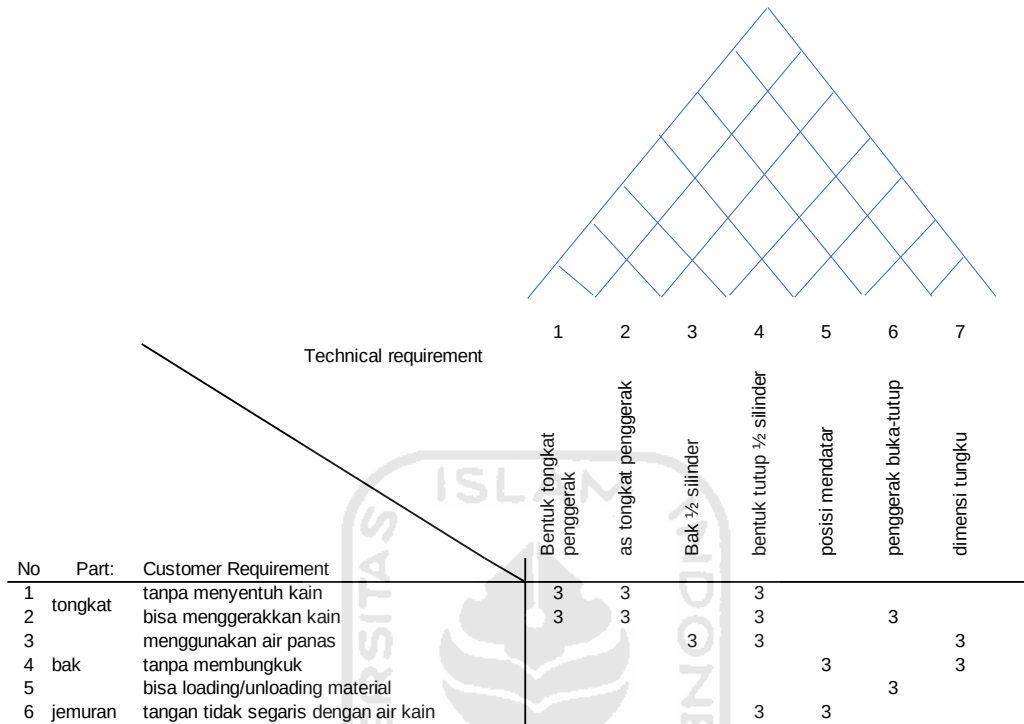 1 2 3 4 5 6 7
Technical requirement
Bentuk tongkat
penggerak
as tongkat penggerak
Bak ½ silinder
bentuk tutup ½ silinder
posisi mendatar
penggerak buka-tutup
dimensi tungku
No Part: Customer Requirement
1 tongkat tanpa menyentuh kain 3 3 3
2 bisa menggerakkan kain 3 3 3 3
3 menggunakan air panas 3 3 3
4 bak tanpa membungkuk 3 3
5 bisa loading/unloading material 3
6 jemuran tangan tidak segaris dengan air kain 3 3
ISLAM